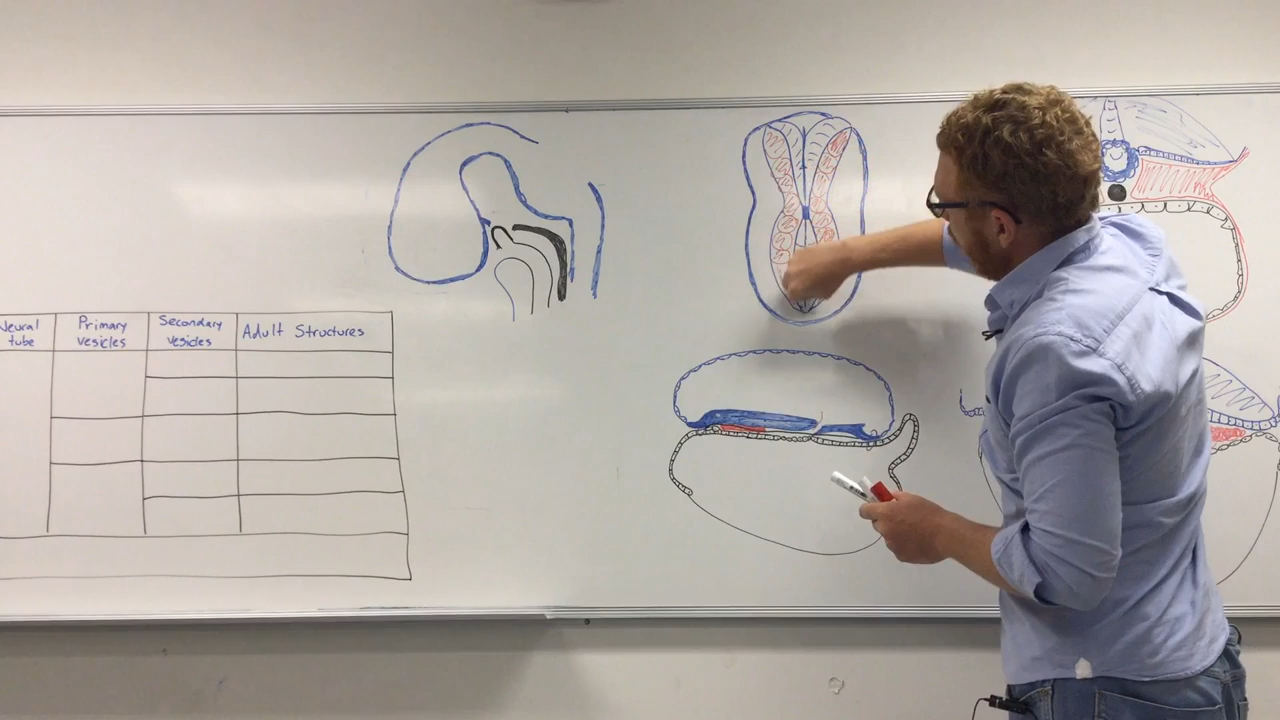 Neural
tube
Primary
vesicles
Secondary
vesicles
Adult Structures